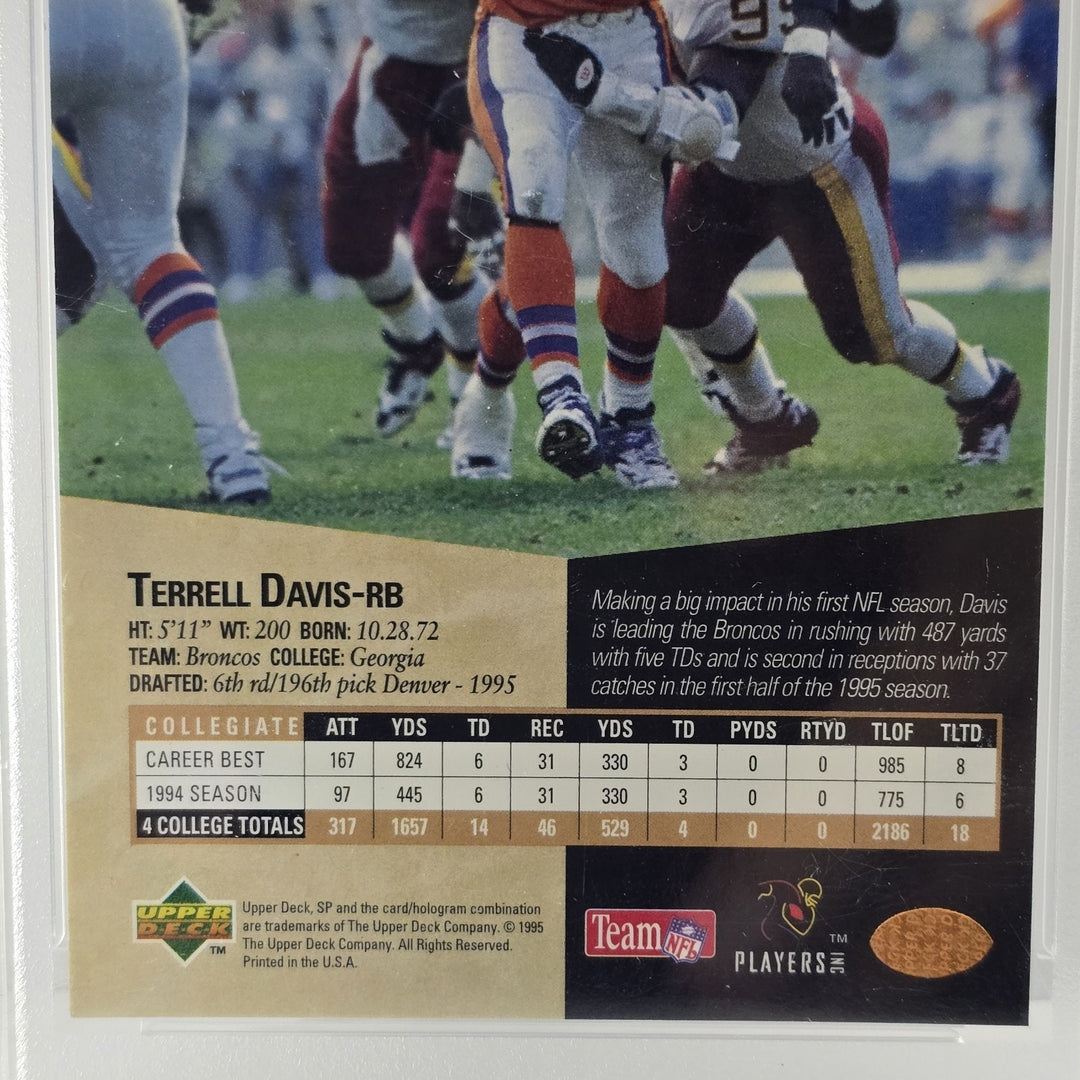 TERRELL DAVIS-RB
HT: 5'11" WT: 200 BORN: 10.28.72
TEAM: Broncos COLLEGE: Georgia
DRAFTED: 6th rd/196th pick Denver - 1995
Making a big impact in his first NFL season, Davis
is leading the Broncos in rushing with 487 yards
with five TDs and is second in receptions with 37
catches in the first half of the 1995 season.
COLLEGIATE ATT YDS TD REC YDS TD PYDS RTYD TLOF TLTD
CAREER BEST 167 824 6 31 330 3 0 0 985 8
1994 SEASON 97 445 6 31 330 3 0 0 775 6
4 COLLEGE TOTALS 317 1657 14 46 529 4 0 0 2186 18
UPPER
DECK
TM
Upper Deck, SP and the card/hologram combination
are trademarks of The Upper Deck Company. © 1995
The Upper Deck Company. All Rights Reserved.
Printed in the U.S.A.
Team NFL
PLAYERS INC TM